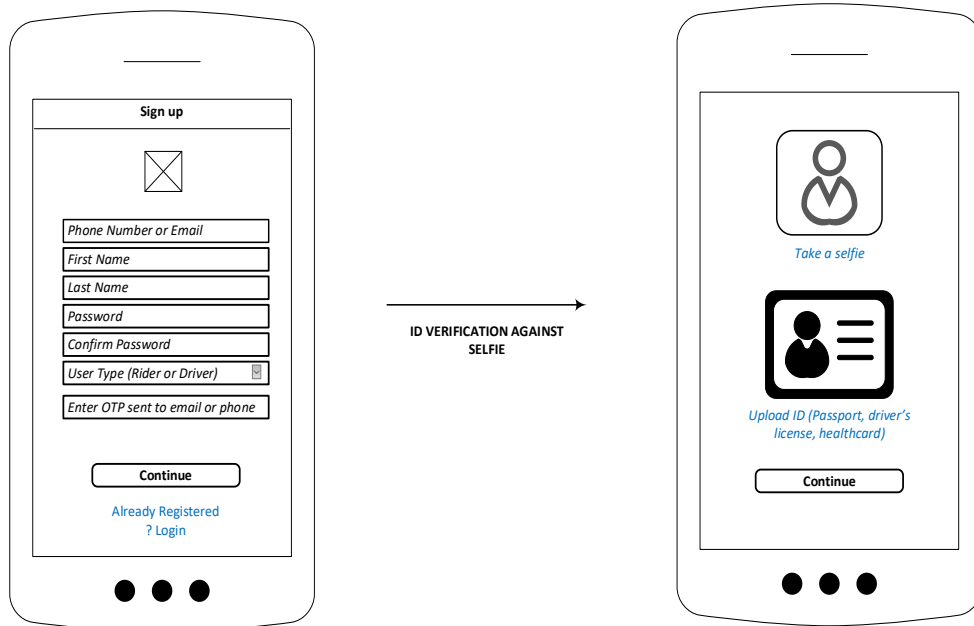 Sign up
Phone Number or Email
First Name
Last Name
Password
Confirm Password
User Type (Rider or Driver)
Enter OTP sent to email or phone
Continue
Already Registered
? Login
ID VERIFICATION AGAINST
SELFIE
Take a selfie
Upload ID (Passport, driver’s
license, healthcard)
Continue